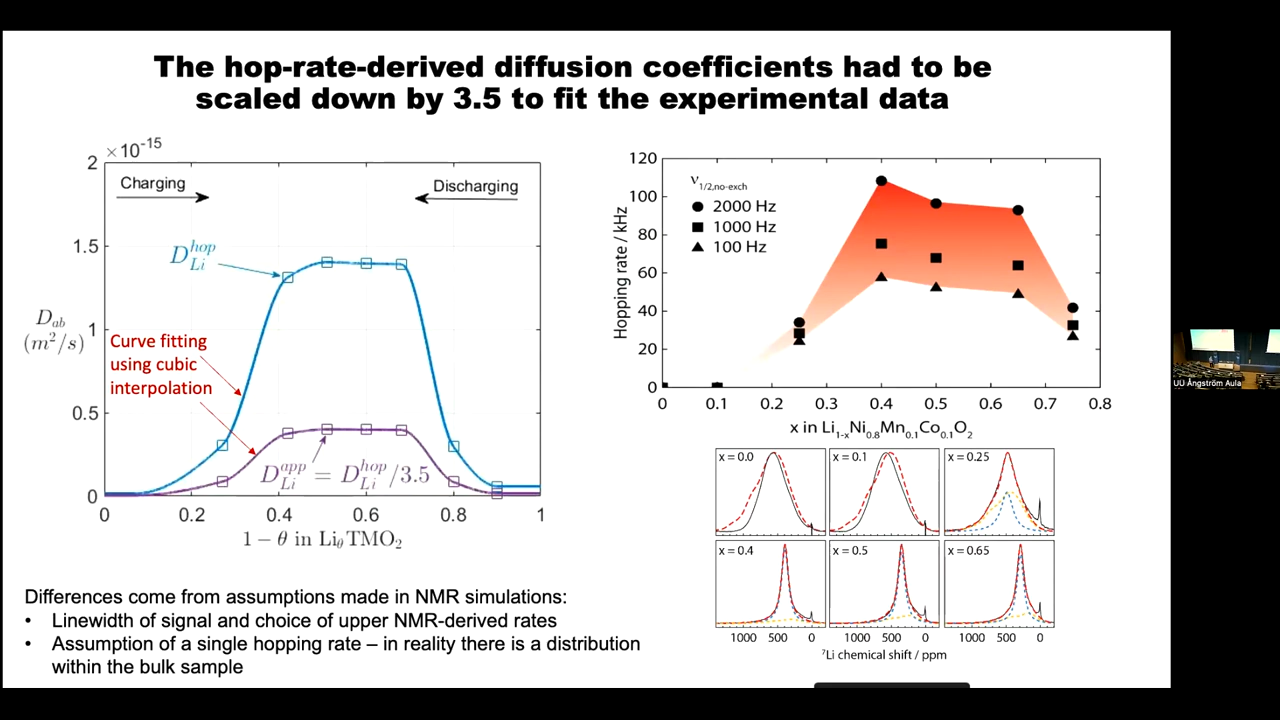 The hop-rate-derived diffusion coefficients had to be
scaled down by 3.5 to fit the experimental data
×10⁻¹⁵
2
1.5
1
0.5
0
0
0.2
0.4
0.6
0.8
1
Charging
Discharging
D_Li^hop
D_ab
(m²/s)
Curve fitting
using cubic
interpolation
D_Li^app = D_Li^hop/3.5
1 − θ in Li_θTMO₂
120
100
80
60
40
20
0
Hopping rate / kHz
ν1/2,no-exch
2000 Hz
1000 Hz
100 Hz
0
0.1
0.2
0.3
0.4
0.5
0.6
0.7
0.8
x in Li₁₋ₓNi₀.₈Mn₀.₁Co₀.₁O₂
x = 0.0
x = 0.1
x = 0.25
x = 0.4
x = 0.5
x = 0.65
1000 500 0
1000 500 0
1000 500 0
⁷Li chemical shift / ppm
Differences come from assumptions made in NMR simulations:
• Linewidth of signal and choice of upper NMR-derived rates
• Assumption of a single hopping rate – in reality there is a distribution
within the bulk sample
UU Ångström Aula